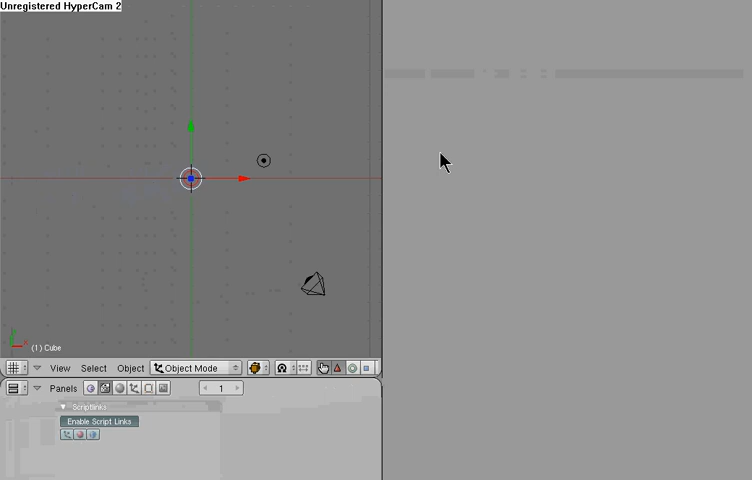 Unregistered HyperCam 2
(1) Cube
View Select Object Object Mode
Panels 1
Scriptlinks
Enable Script Links